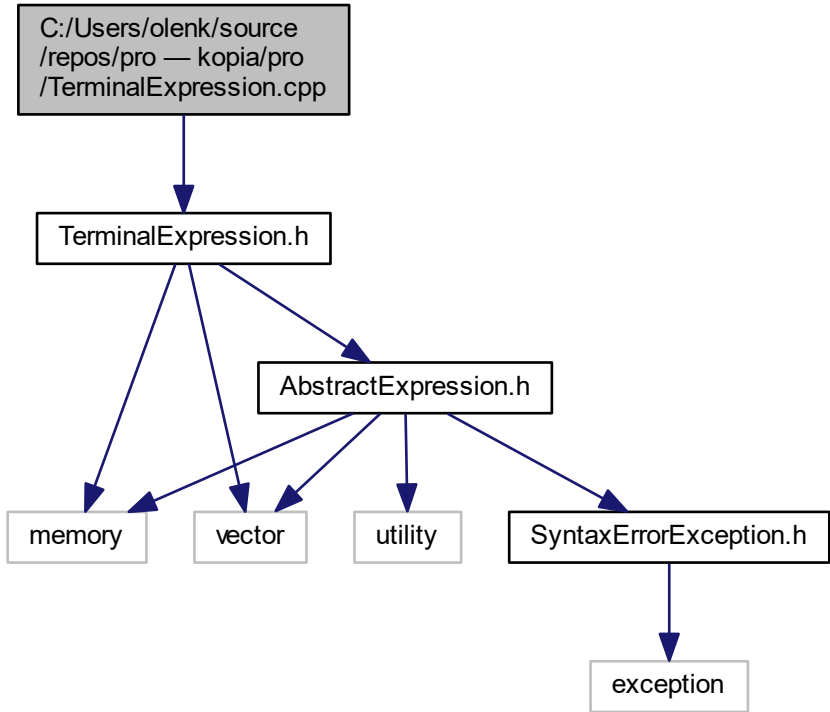 C:/Users/olenk/source
/repos/pro — kopia/pro
/TerminalExpression.cpp
TerminalExpression.h
AbstractExpression.h
memory
vector
utility
SyntaxErrorException.h
exception